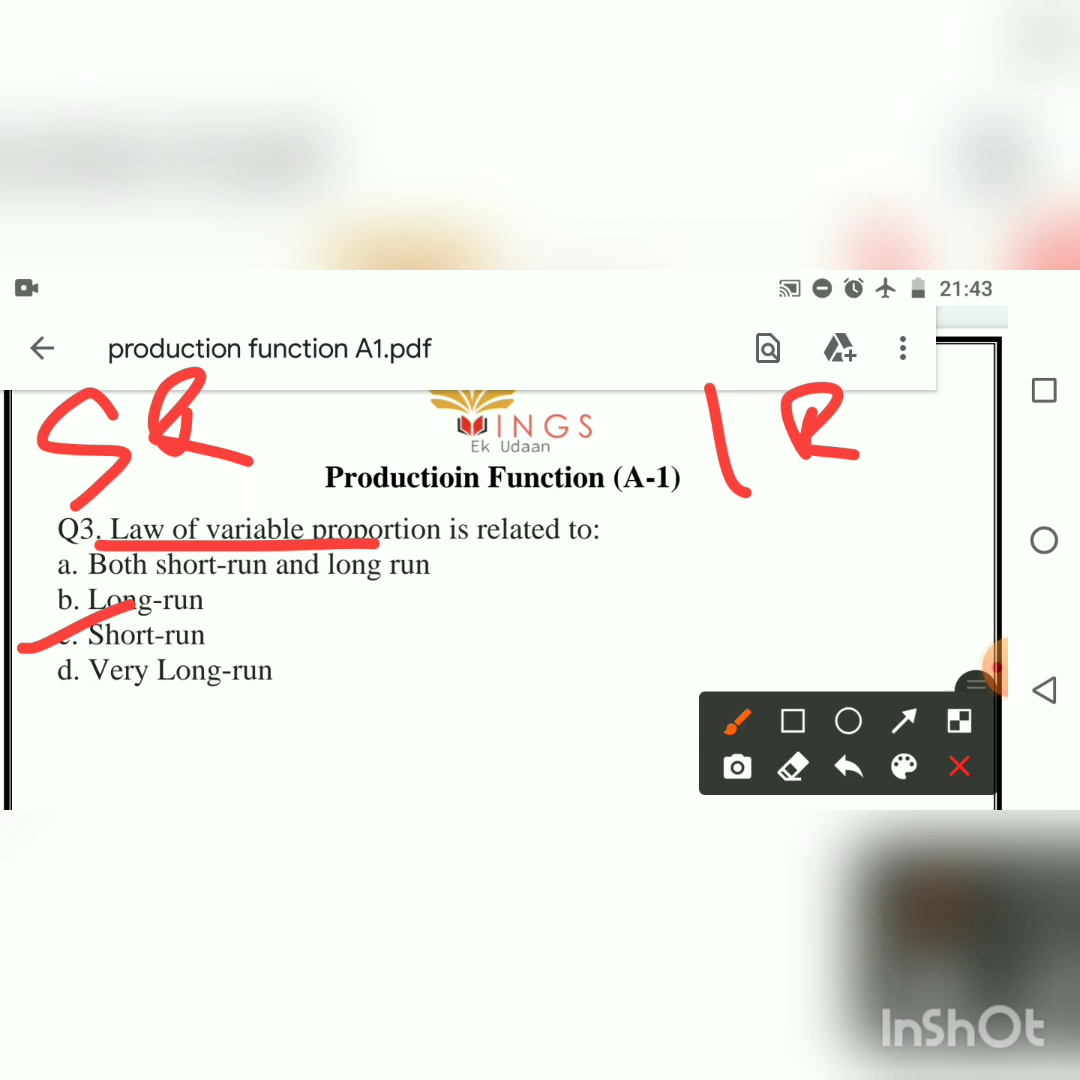 21:43
production function A1.pdf
SR
LR
WINGS
Ek Udaan
Productioin Function (A-1)
Q3. Law of variable proportion is related to:
a. Both short-run and long run
b. Long-run
c. Short-run
d. Very Long-run
InShOt